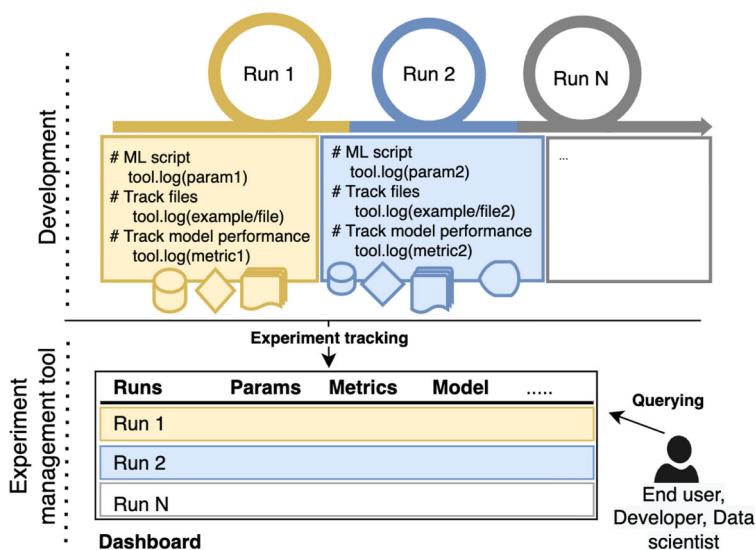 Run 1
Run 2
Run N
Development
# ML script
tool.log(param1)
# Track files
tool.log(example/file)
# Track model performance
tool.log(metric1)
# ML script
tool.log(param2)
# Track files
tool.log(example/file2)
# Track model performance
tool.log(metric2)
...
Experiment tracking
Experiment
management tool
Runs Params Metrics Model .....
Run 1
Run 2
Run N
Dashboard
Querying
End user,
Developer, Data
scientist